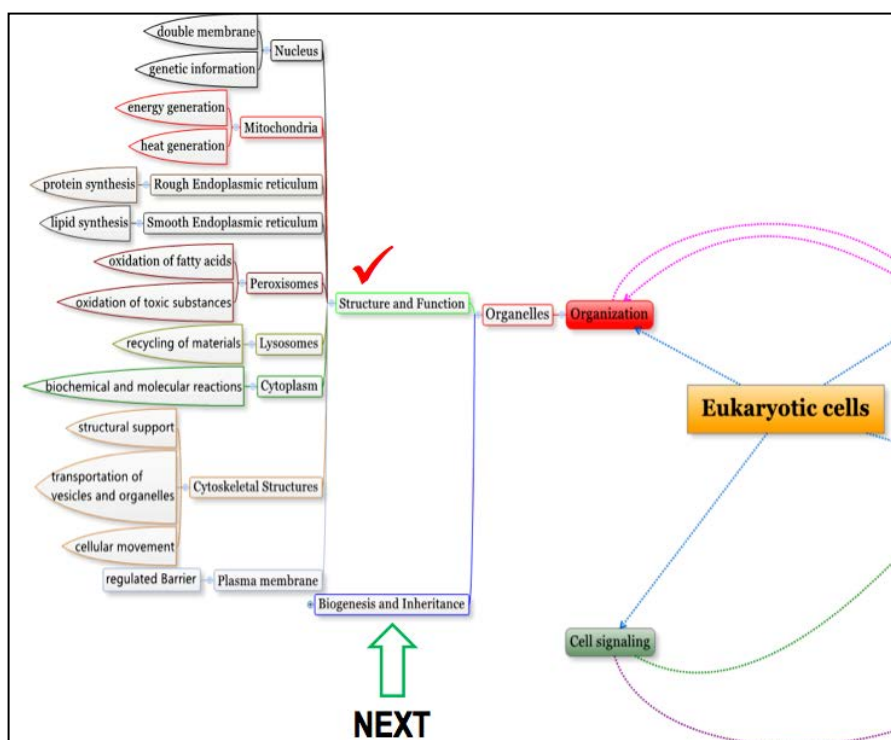 double membrane
genetic information
Nucleus
energy generation
heat generation
Mitochondria
protein synthesis
Rough Endoplasmic reticulum
lipid synthesis
Smooth Endoplasmic reticulum
oxidation of fatty acids
oxidation of toxic substances
Peroxisomes
recycling of materials
Lysosomes
biochemical and molecular reactions
Cytoplasm
structural support
transportation of
vesicles and organelles
cellular movement
Cytoskeletal Structures
regulated Barrier
Plasma membrane
Structure and Function
Biogenesis and Inheritance
Organelles
Organization
Eukaryotic cells
Cell signaling
NEXT